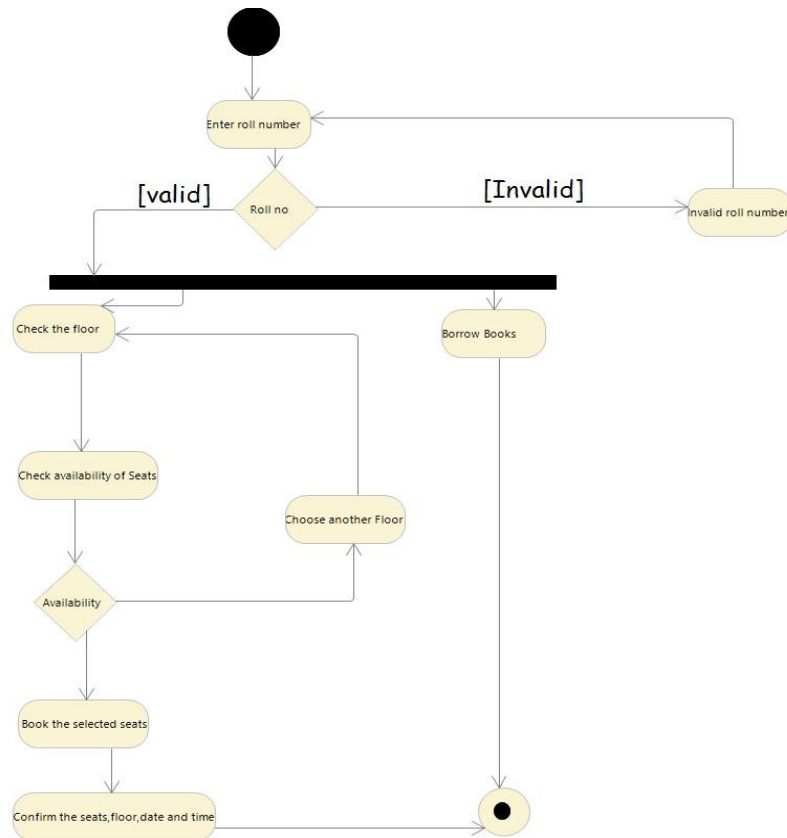 Enter roll number
[valid]
Roll no
[Invalid]
Invalid roll number
Check the floor
Borrow Books
Check availability of Seats
Choose another Floor
Availability
Book the selected seats
Confirm the seats,floor,date and time